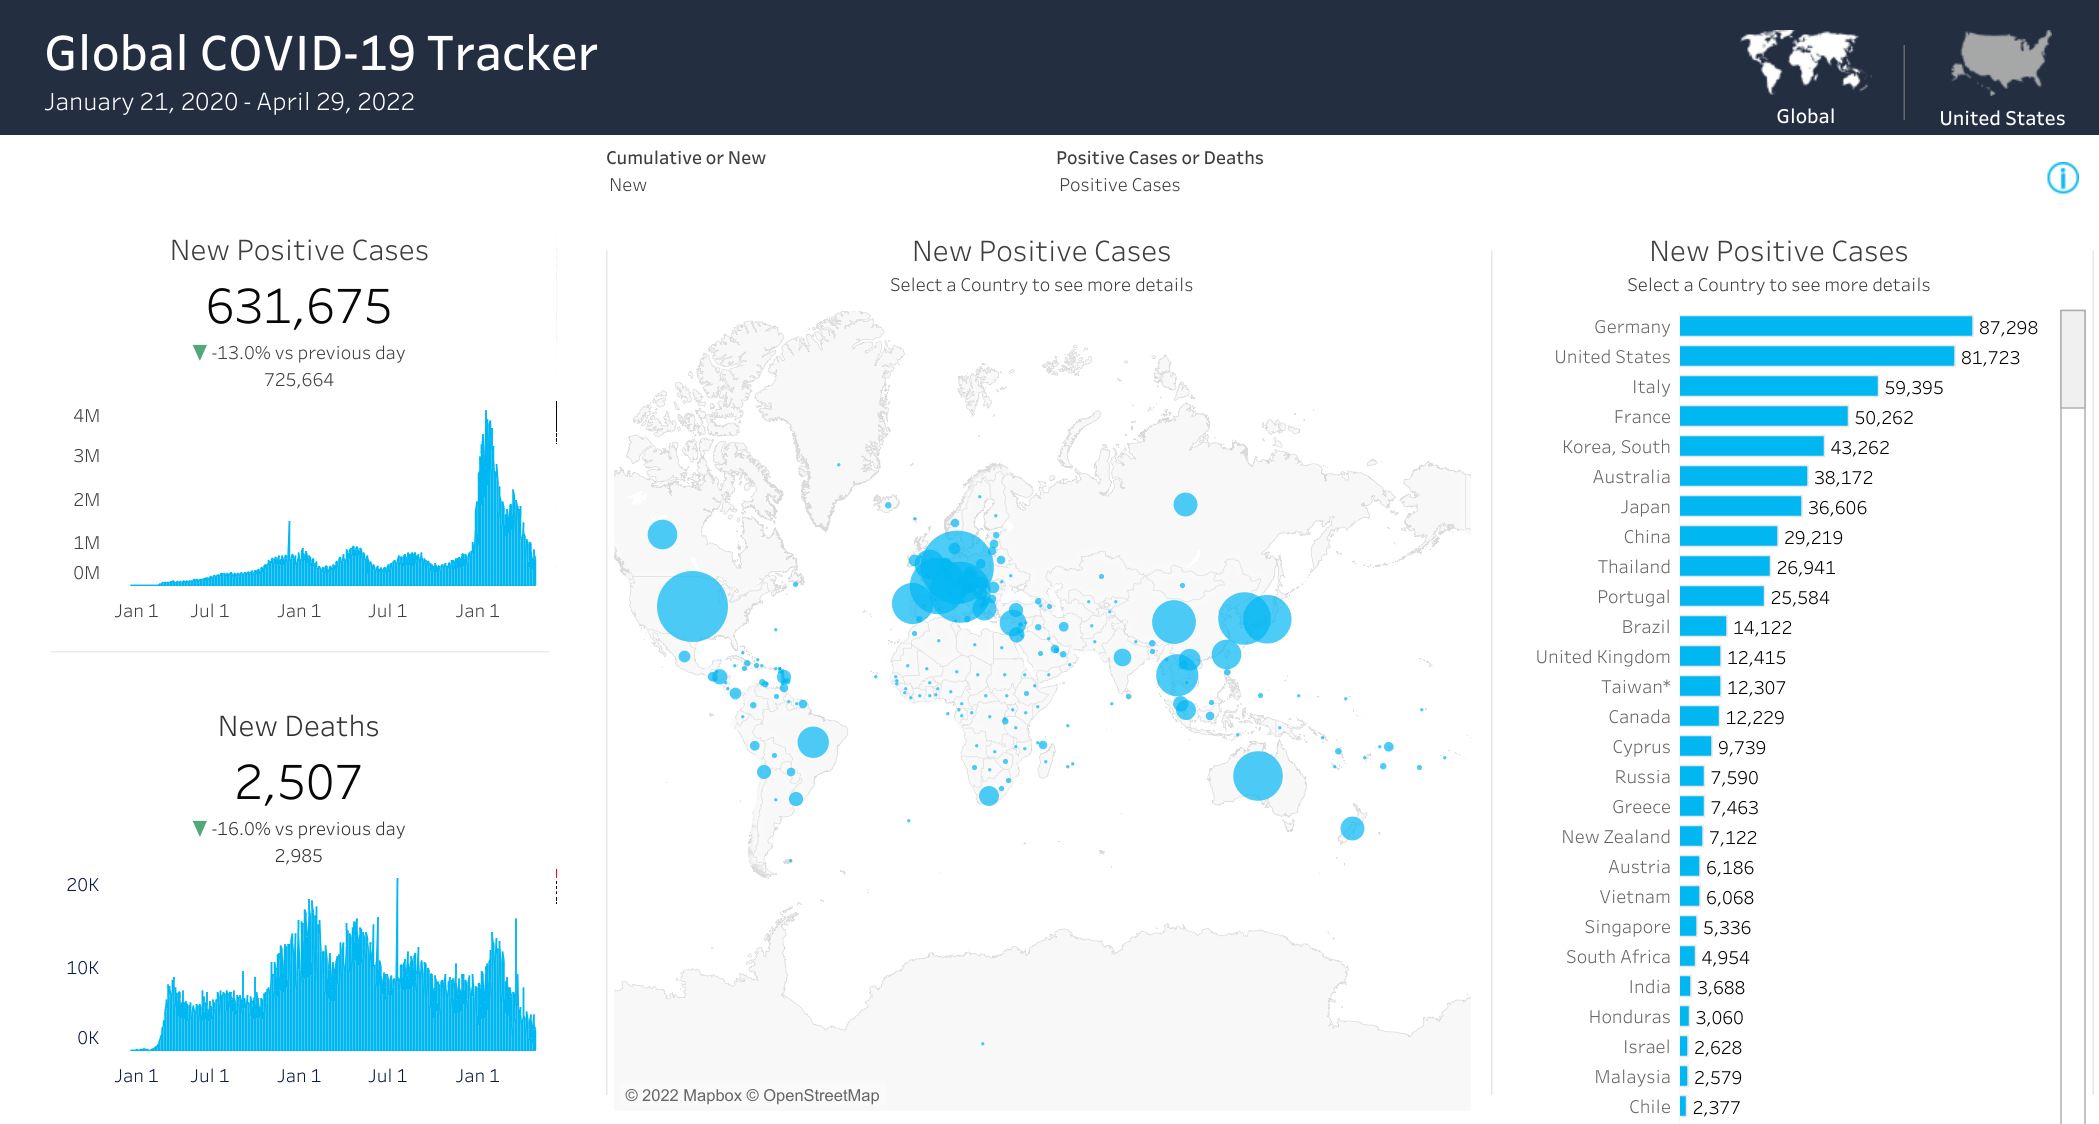 Global COVID-19 Tracker
January 21, 2020 - April 29, 2022
Global
United States
Cumulative or New
New
Positive Cases or Deaths
Positive Cases
New Positive Cases
631,675
▼ -13.0% vs previous day
725,664
4M
3M
2M
1M
0M
Jan 1 Jul 1 Jan 1 Jul 1 Jan 1
New Deaths
2,507
▼ -16.0% vs previous day
2,985
20K
10K
0K
Jan 1 Jul 1 Jan 1 Jul 1 Jan 1
New Positive Cases
Select a Country to see more details
© 2022 Mapbox © OpenStreetMap
New Positive Cases
Select a Country to see more details
Germany 87,298
United States 81,723
Italy 59,395
France 50,262
Korea, South 43,262
Australia 38,172
Japan 36,606
China 29,219
Thailand 26,941
Portugal 25,584
Brazil 14,122
United Kingdom 12,415
Taiwan* 12,307
Canada 12,229
Cyprus 9,739
Russia 7,590
Greece 7,463
New Zealand 7,122
Austria 6,186
Vietnam 6,068
Singapore 5,336
South Africa 4,954
India 3,688
Honduras 3,060
Israel 2,628
Malaysia 2,579
Chile 2,377